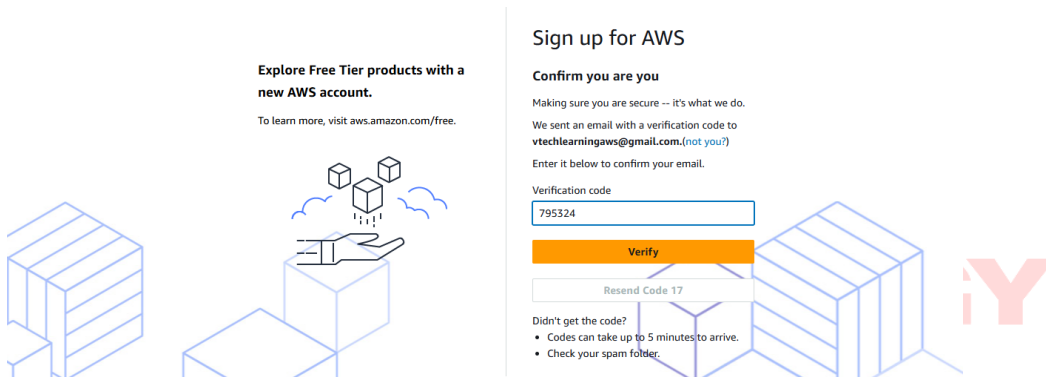 Explore Free Tier products with a
new AWS account.
To learn more, visit aws.amazon.com/free.
Sign up for AWS
Confirm you are you
Making sure you are secure -- it's what we do.
We sent an email with a verification code to
vtechlearningaws@gmail.com.(not you?)
Enter it below to confirm your email.
Verification code
795324
Verify
Resend Code 17
Didn't get the code?
• Codes can take up to 5 minutes to arrive.
• Check your spam folder.